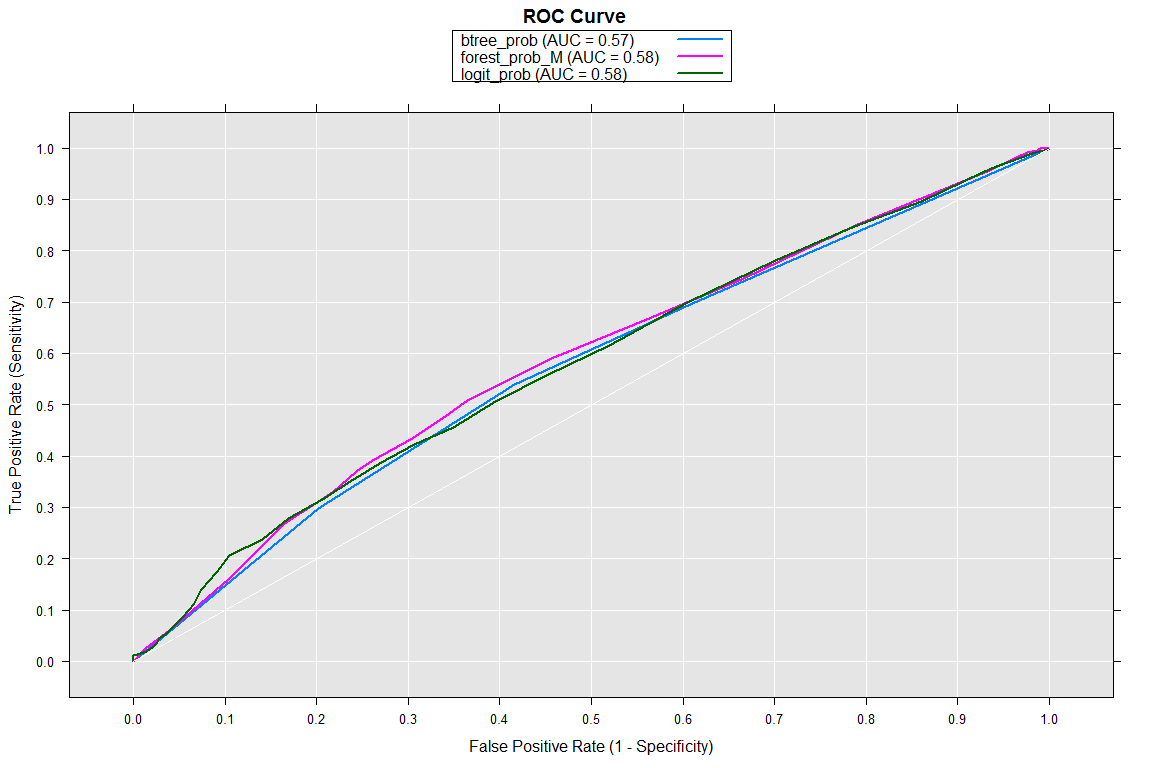 ROC Curve
btree_prob (AUC = 0.57)
forest_prob_M (AUC = 0.58)
logit_prob (AUC = 0.58)
True Positive Rate (Sensitivity)
1.0
0.9
0.8
0.7
0.6
0.5
0.4
0.3
0.2
0.1
0.0
0.0 0.1 0.2 0.3 0.4 0.5 0.6 0.7 0.8 0.9 1.0
False Positive Rate (1 - Specificity)